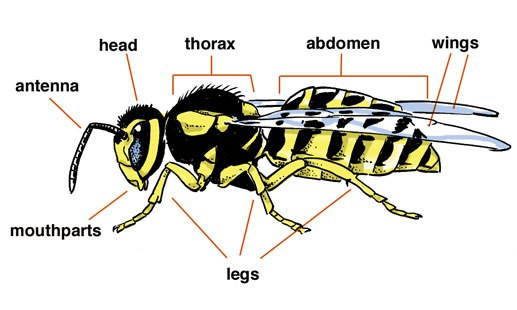 head
thorax
abdomen
wings
antenna
mouthparts
legs